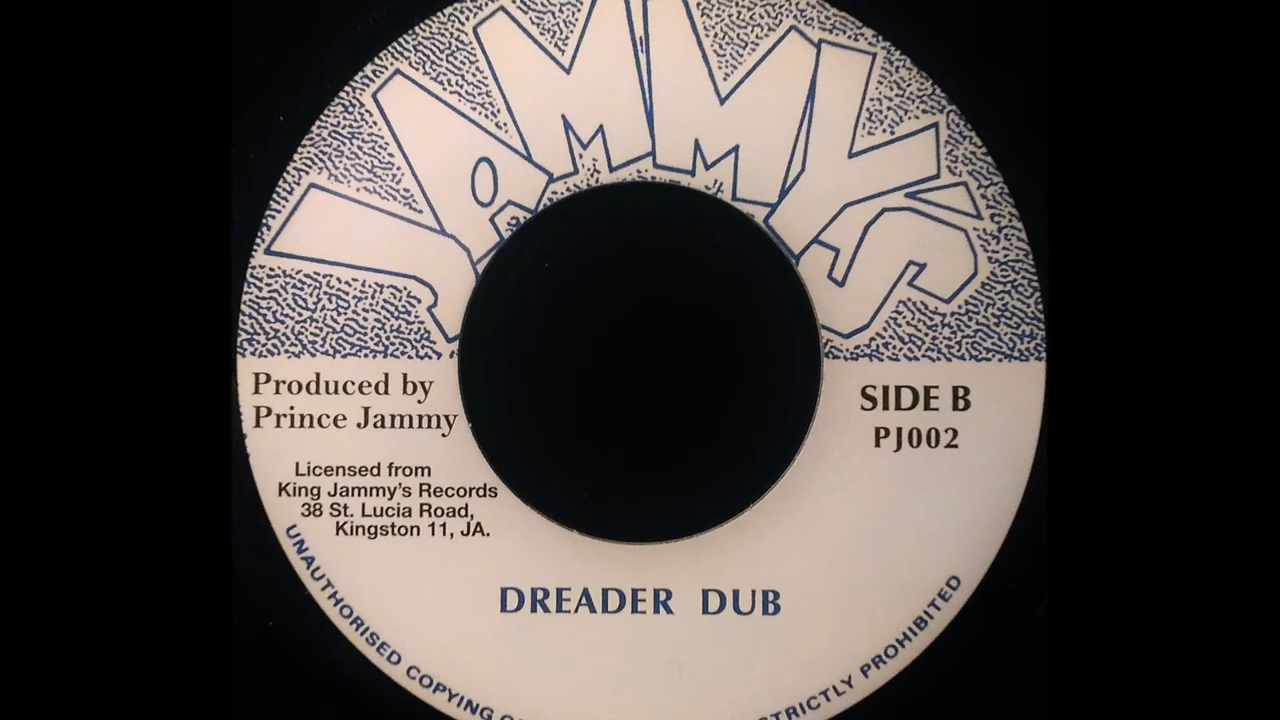 JAMMY'S
Produced by
Prince Jammy
SIDE B
PJ002
Licensed from
King Jammy's Records
38 St. Lucia Road,
Kingston 11, JA.
DREADER DUB
UNAUTHORISED COPYING
STRICTLY PROHIBITED